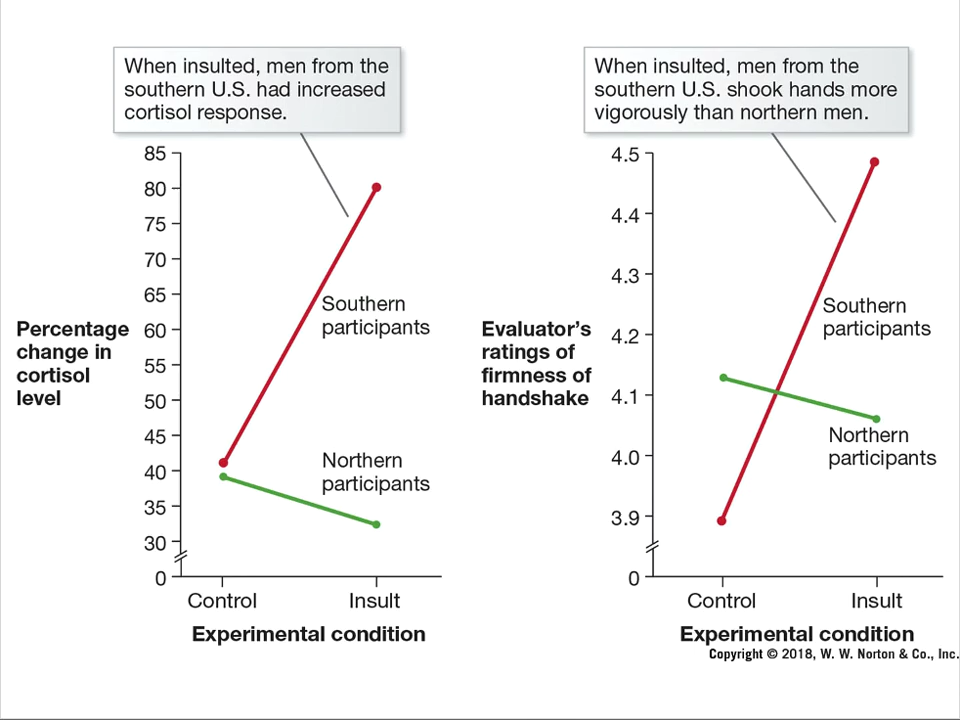 When insulted, men from the
southern U.S. had increased
cortisol response.
85
80
75
70
65
60
55
50
45
40
35
30
0
Percentage
change in
cortisol
level
Southern
participants
Northern
participants
Control
Insult
Experimental condition
When insulted, men from the
southern U.S. shook hands more
vigorously than northern men.
4.5
4.4
4.3
4.2
4.1
4.0
3.9
0
Evaluator’s
ratings of
firmness of
handshake
Southern
participants
Northern
participants
Control
Insult
Experimental condition
Copyright © 2018, W. W. Norton & Co., Inc.